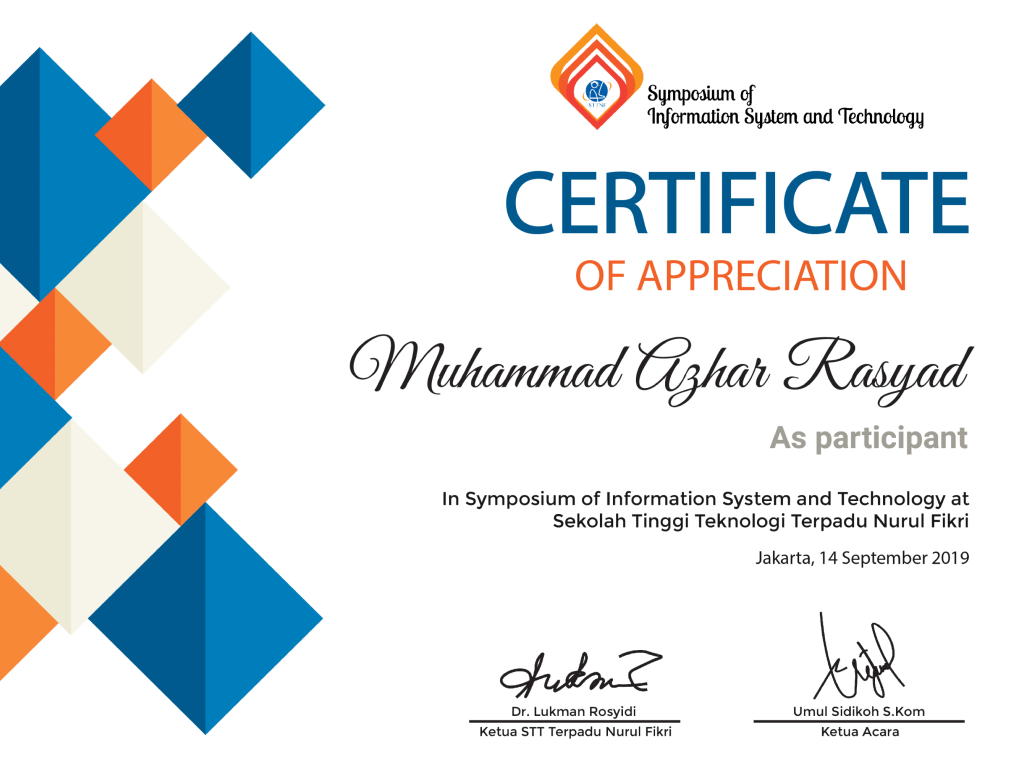 STTNF
Symposium of
Information System and Technology
CERTIFICATE
OF APPRECIATION
Muhammad Azhar Rasyad
As participant
In Symposium of Information System and Technology at
Sekolah Tinggi Teknologi Terpadu Nurul Fikri
Jakarta, 14 September 2019
Dr. Lukman Rosyidi
Ketua STT Terpadu Nurul Fikri
Umul Sidikoh S.Kom
Ketua Acara